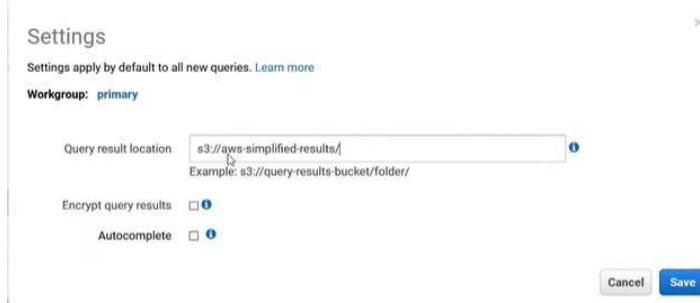 Settings
Settings apply by default to all new queries. Learn more
Workgroup: primary
Query result location s3://aws-simplified-results/
Example: s3://query-results-bucket/folder/
Encrypt query results
Autocomplete
Cancel Save